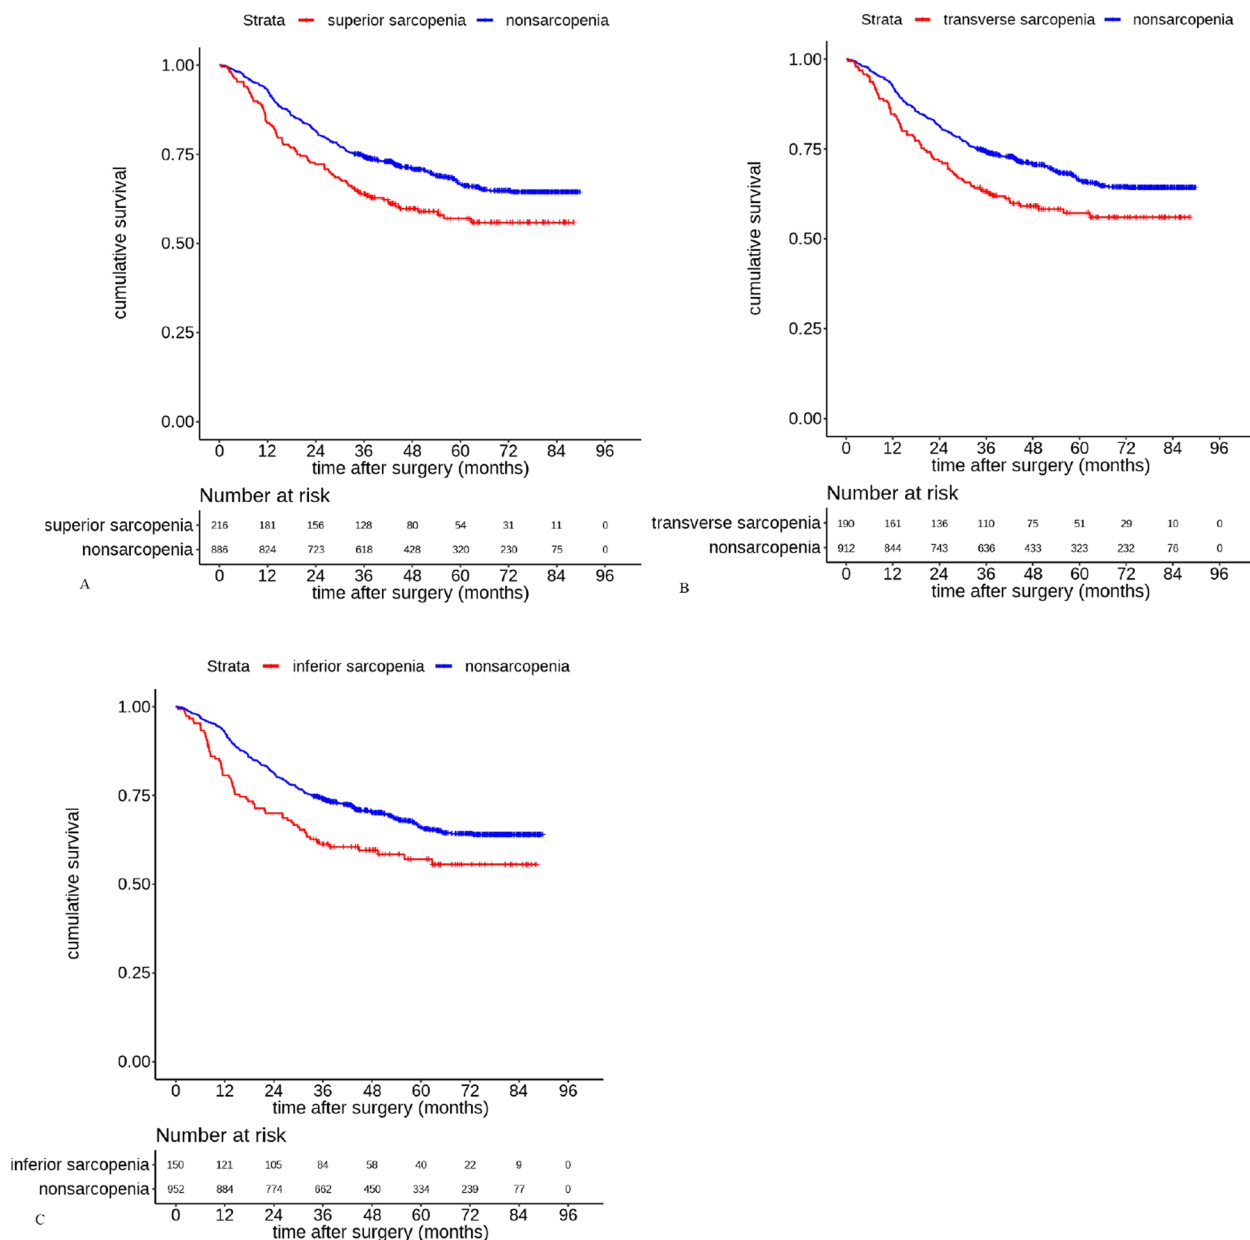 Strata superior sarcopenia nonsarcopenia
1.00
0.75
0.50
0.25
0.00
cumulative survival
0 12 24 36 48 60 72 84 96
time after surgery (months)
Number at risk
superior sarcopenia 216 181 156 128 80 54 31 11 0
nonsarcopenia 886 824 723 618 428 320 230 75 0
0 12 24 36 48 60 72 84 96
time after surgery (months)
A
Strata transverse sarcopenia nonsarcopenia
1.00
0.75
0.50
0.25
0.00
cumulative survival
0 12 24 36 48 60 72 84 96
time after surgery (months)
Number at risk
transverse sarcopenia 190 161 136 110 75 51 29 10 0
nonsarcopenia 912 844 743 636 433 323 232 76 0
0 12 24 36 48 60 72 84 96
time after surgery (months)
B
Strata inferior sarcopenia nonsarcopenia
1.00
0.75
0.50
0.25
0.00
cumulative survival
0 12 24 36 48 60 72 84 96
time after surgery (months)
Number at risk
inferior sarcopenia 150 121 105 84 58 40 22 9 0
nonsarcopenia 952 884 774 662 450 334 239 77 0
0 12 24 36 48 60 72 84 96
time after surgery (months)
C